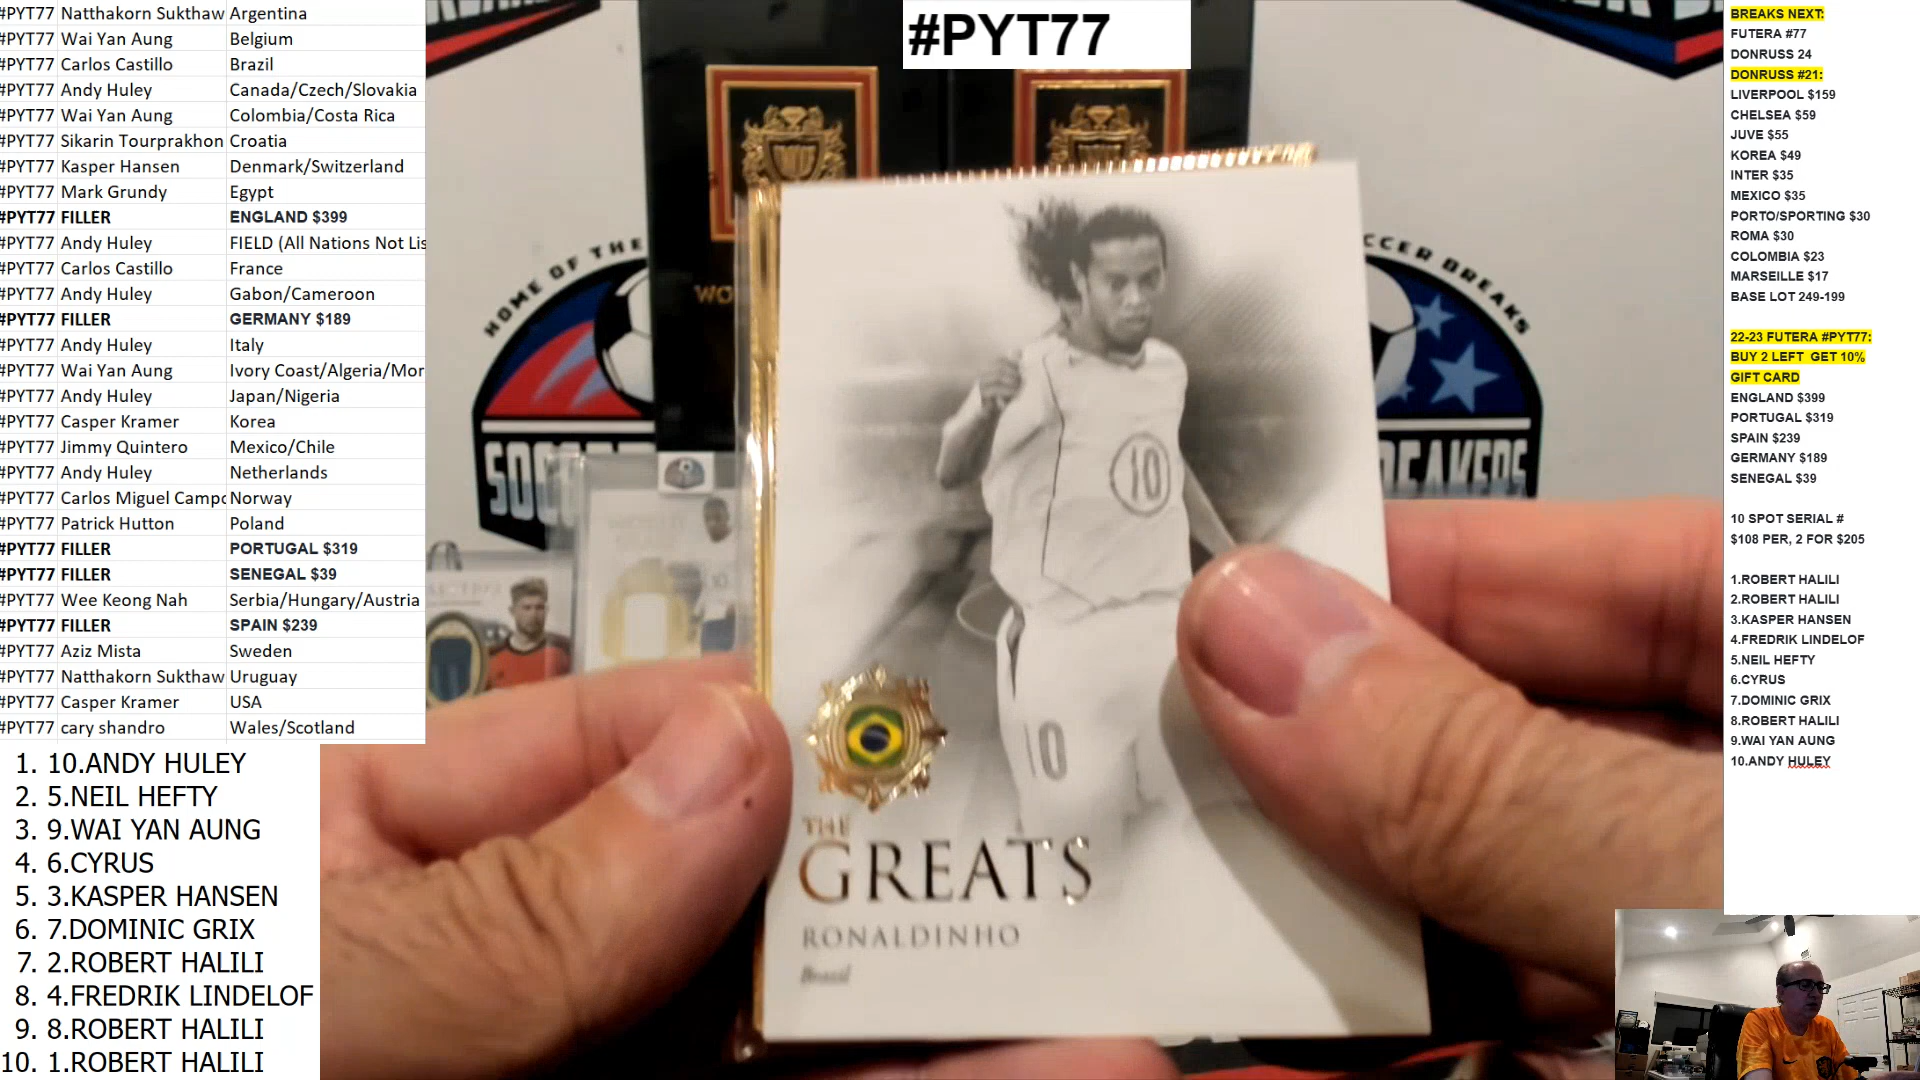 #PYT77 Natthakorn Sukthaw Argentina
#PYT77 Wai Yan Aung Belgium
#PYT77 Carlos Castillo Brazil
#PYT77 Andy Huley Canada/Czech/Slovakia
#PYT77 Wai Yan Aung Colombia/Costa Rica
#PYT77 Sikarin Tourprakhon Croatia
#PYT77 Kasper Hansen Denmark/Switzerland
#PYT77 Mark Grundy Egypt
#PYT77 FILLER ENGLAND $399
#PYT77 Andy Huley FIELD (All Nations Not Lis
#PYT77 Carlos Castillo France
#PYT77 Andy Huley Gabon/Cameroon
#PYT77 FILLER GERMANY $189
#PYT77 Andy Huley Italy
#PYT77 Wai Yan Aung Ivory Coast/Algeria/Mor
#PYT77 Andy Huley Japan/Nigeria
#PYT77 Casper Kramer Korea
#PYT77 Jimmy Quintero Mexico/Chile
#PYT77 Andy Huley Netherlands
#PYT77 Carlos Miguel Campo Norway
#PYT77 Patrick Hutton Poland
#PYT77 FILLER PORTUGAL $319
#PYT77 FILLER SENEGAL $39
#PYT77 Wee Keong Nah Serbia/Hungary/Austria
#PYT77 FILLER SPAIN $239
#PYT77 Aziz Mista Sweden
#PYT77 Natthakorn Sukthaw Uruguay
#PYT77 Casper Kramer USA
#PYT77 cary shandro Wales/Scotland
1. 10.ANDY HULEY
2. 5.NEIL HEFTY
3. 9.WAI YAN AUNG
4. 6.CYRUS
5. 3.KASPER HANSEN
6. 7.DOMINIC GRIX
7. 2.ROBERT HALILI
8. 4.FREDRIK LINDELOF
9. 8.ROBERT HALILI
10. 1.ROBERT HALILI
#PYT77
HOME OF THE
SOC
WO
CCER BREAKS
REAKERS
10
10
THE
GREATS
RONALDINHO
Brasil
BREAKS NEXT:
FUTERA #77
DONRUSS 24
DONRUSS #21:
LIVERPOOL $159
CHELSEA $59
JUVE $55
KOREA $49
INTER $35
MEXICO $35
PORTO/SPORTING $30
ROMA $30
COLOMBIA $23
MARSEILLE $17
BASE LOT 249-199
22-23 FUTERA #PYT77:
BUY 2 LEFT GET 10%
GIFT CARD
ENGLAND $399
PORTUGAL $319
SPAIN $239
GERMANY $189
SENEGAL $39
10 SPOT SERIAL #
$108 PER, 2 FOR $205
1.ROBERT HALILI
2.ROBERT HALILI
3.KASPER HANSEN
4.FREDRIK LINDELOF
5.NEIL HEFTY
6.CYRUS
7.DOMINIC GRIX
8.ROBERT HALILI
9.WAI YAN AUNG
10.ANDY HULEY